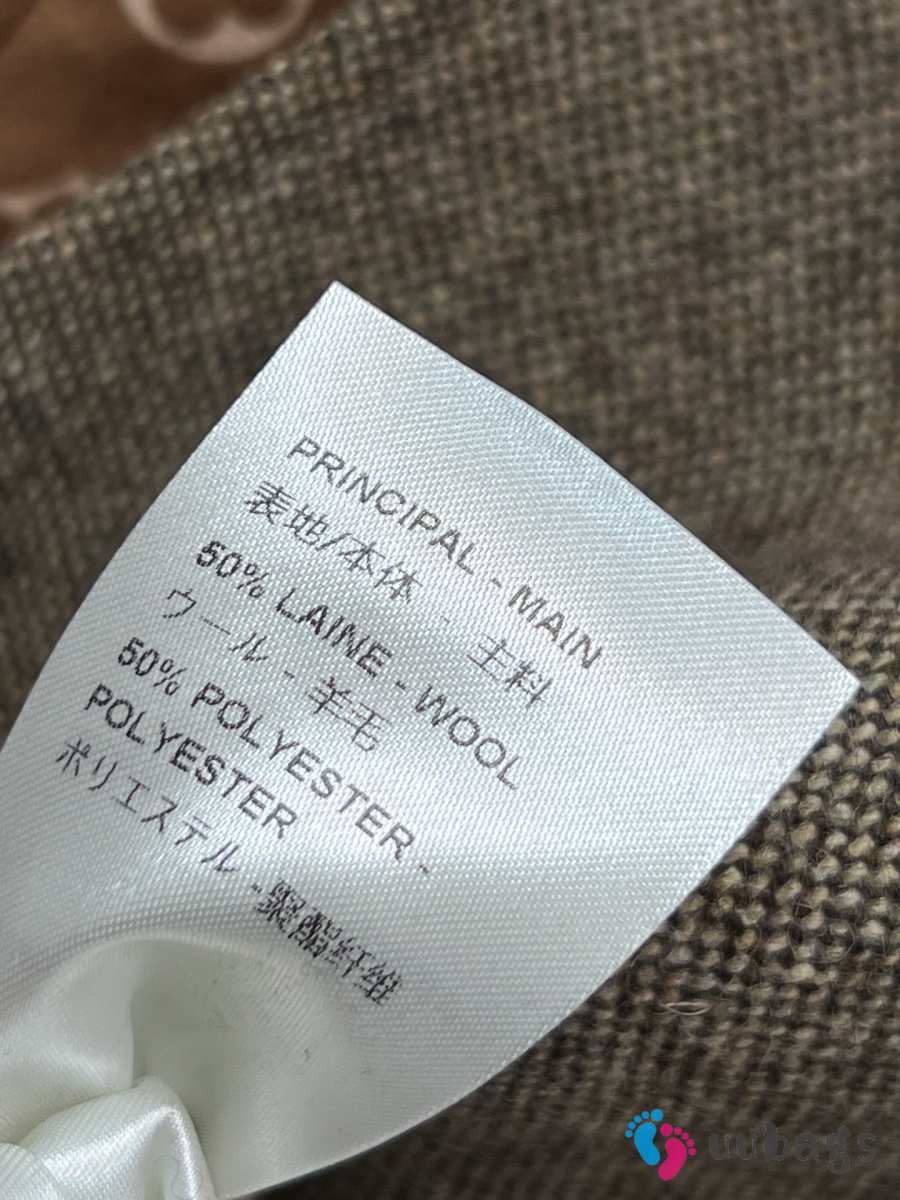 PRINCIPAL - MAIN
表地/本体 - 主料
50% LAINE - WOOL
ウール - 羊毛
50% POLYESTER -
POLYESTER
ポリエステル - 聚酯纤维
wbags